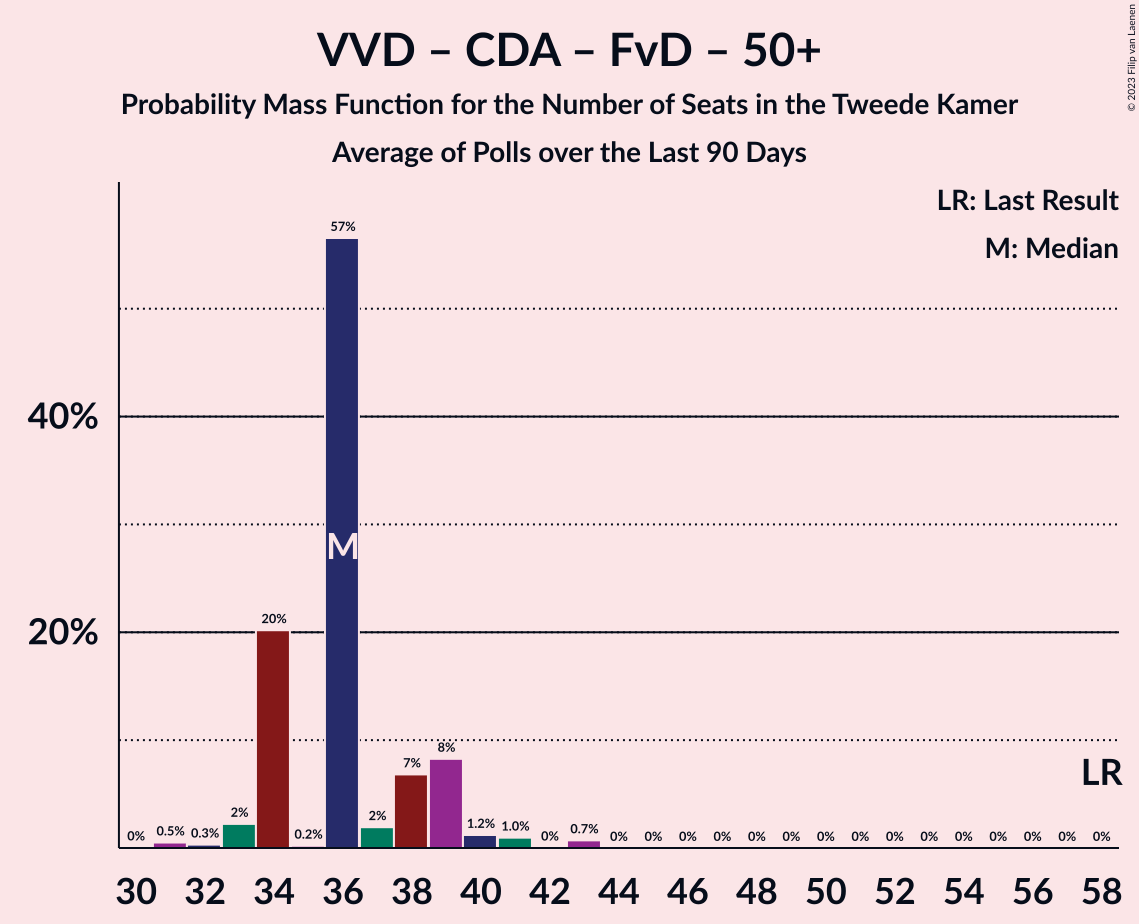 VVD – CDA – FvD – 50+
Probability Mass Function for the Number of Seats in the Tweede Kamer
Average of Polls over the Last 90 Days
© 2023 Filip van Laenen
LR: Last Result
M: Median
40%
20%
0% 0.5% 0.3% 2% 20% 0.2% 57% 2% 7% 8% 1.2% 1.0% 0% 0.7% 0% 0% 0% 0% 0% 0% 0% 0% 0% 0% 0% 0% 0% 0% 0%
M
LR
30 32 34 36 38 40 42 44 46 48 50 52 54 56 58